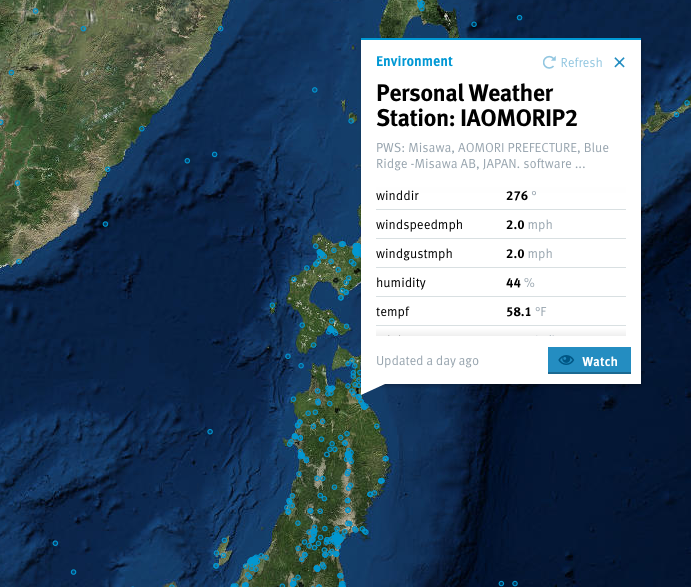 Environment
Refresh
Personal Weather
Station: IAOMORIP2
PWS: Misawa, AOMORI PREFECTURE, Blue
Ridge -Misawa AB, JAPAN. software ...
winddir 276 °
windspeedmph 2.0 mph
windgustmph 2.0 mph
humidity 44 %
tempf 58.1 °F
Updated a day ago
Watch